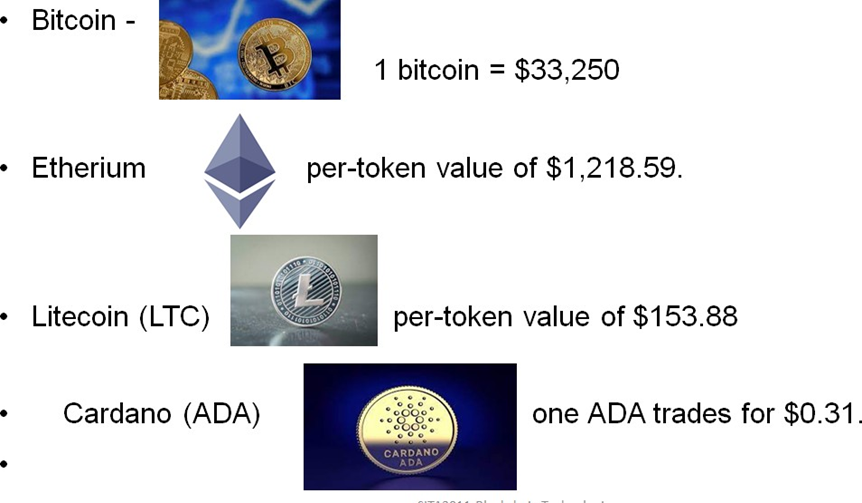 • Bitcoin -
1 bitcoin = $33,250
• Etherium per-token value of $1,218.59.
• Litecoin (LTC) per-token value of $153.88
• Cardano (ADA) one ADA trades for $0.31.
CARDANO
ADA
•